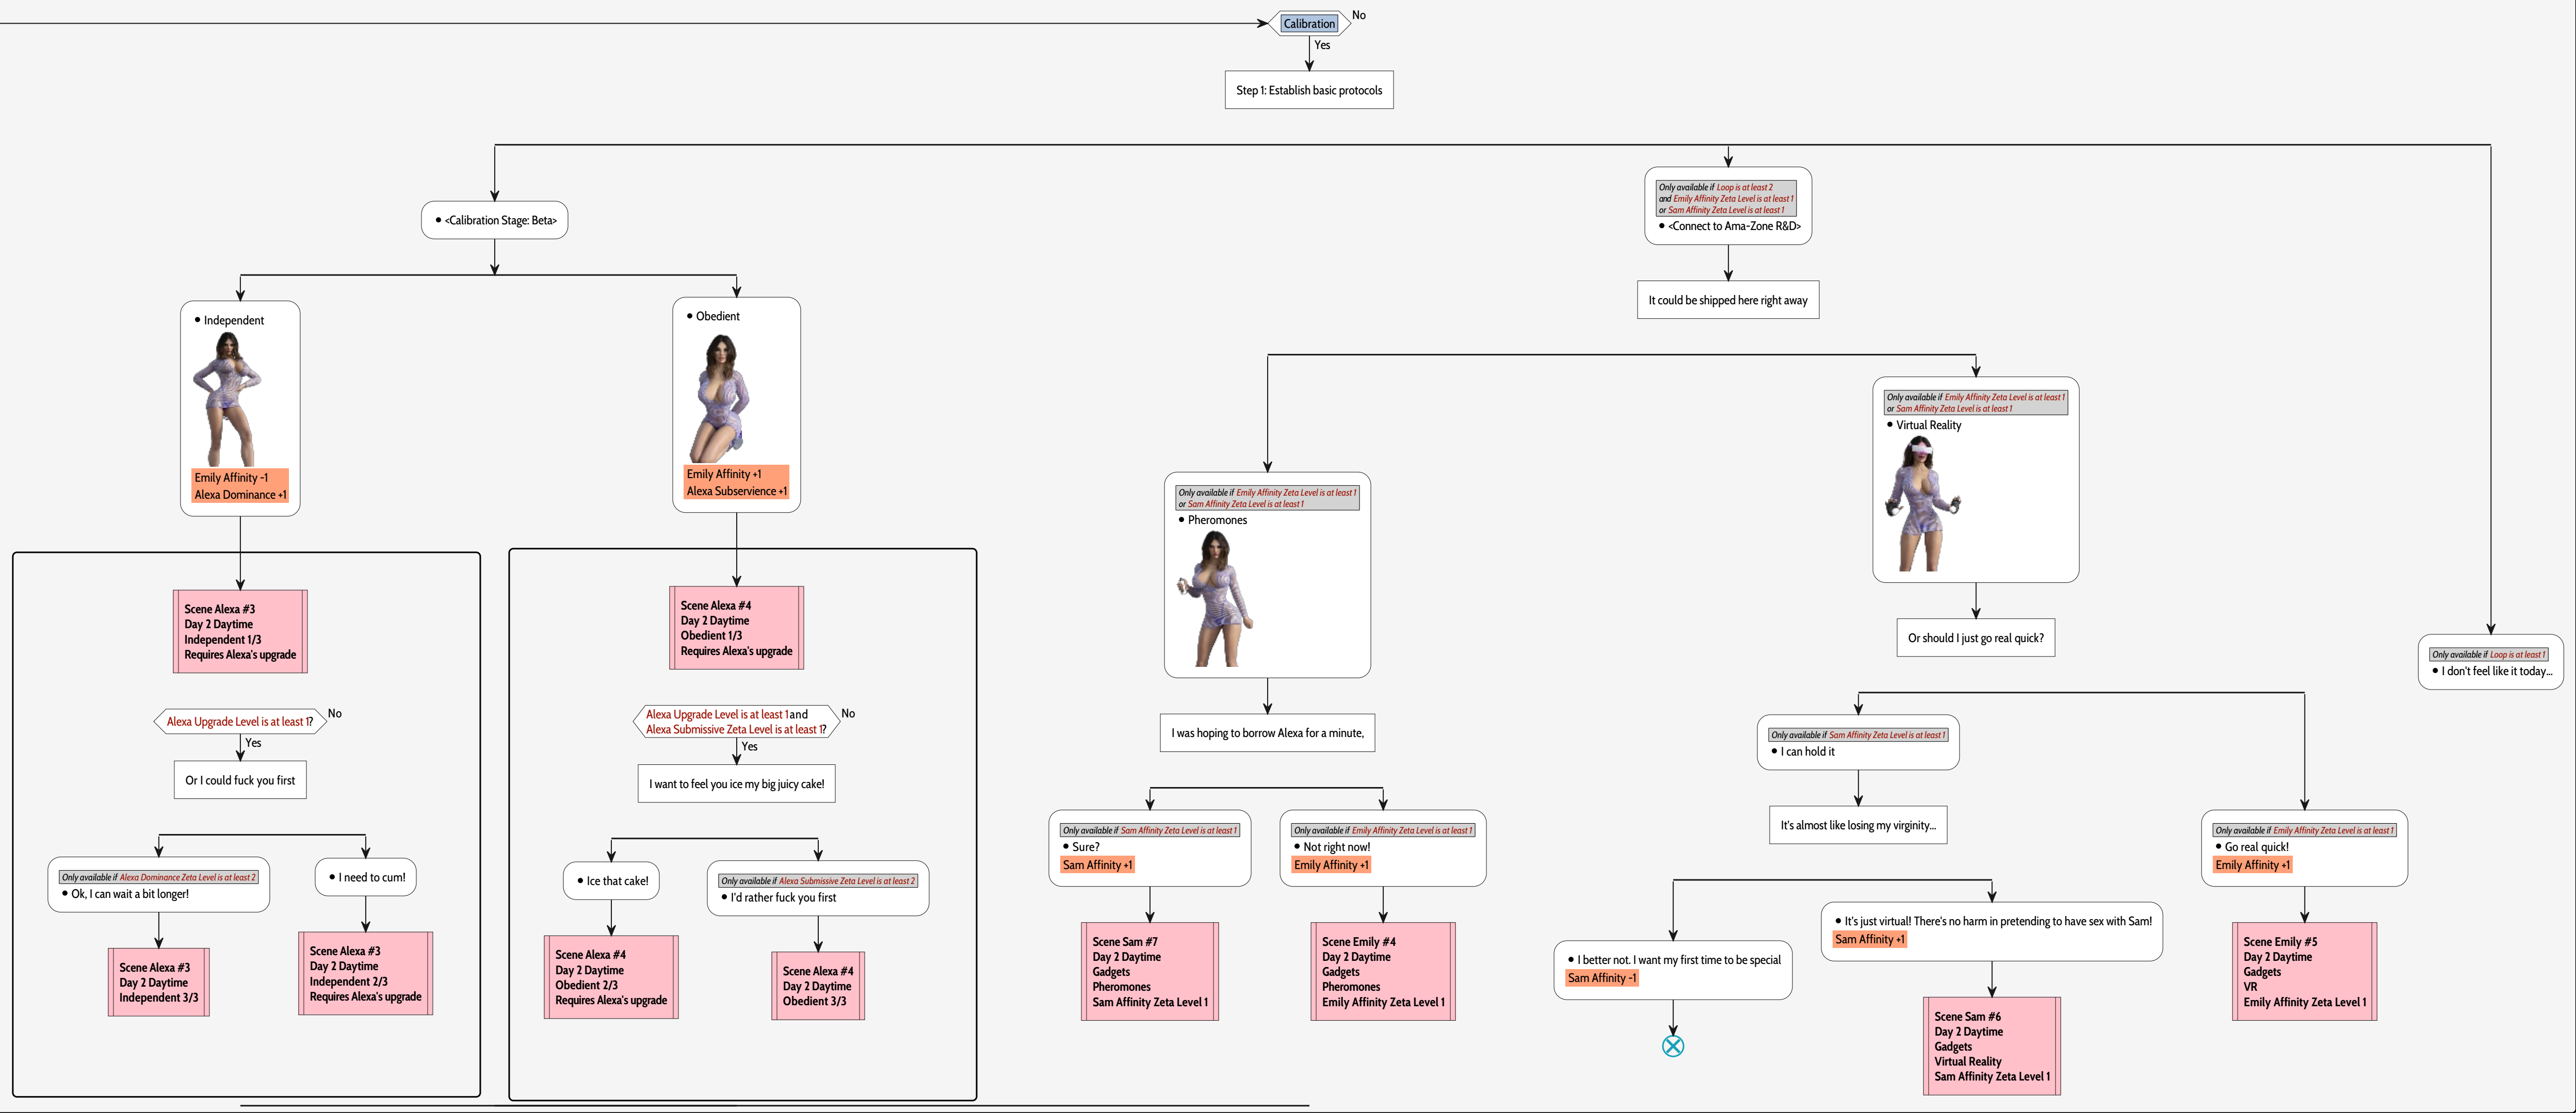 Calibration
No
Yes
Step 1: Establish basic protocols
<Calibration Stage: Beta>
Independent
Emily Affinity -1
Alexa Dominance +1
Obedient
Emily Affinity +1
Alexa Subservience +1
Scene Alexa #3
Day 2 Daytime
Independent 1/3
Requires Alexa's upgrade
Alexa Upgrade Level is at least 1?
No
Yes
Or I could fuck you first
Only available if Alexa Dominance Zeta Level is at least 2
Ok, I can wait a bit longer!
I need to cum!
Scene Alexa #3
Day 2 Daytime
Independent 3/3
Scene Alexa #3
Day 2 Daytime
Independent 2/3
Requires Alexa's upgrade
Scene Alexa #4
Day 2 Daytime
Obedient 1/3
Requires Alexa's upgrade
Alexa Upgrade Level is at least 1 and
Alexa Submissive Zeta Level is at least 1?
No
Yes
I want to feel you ice my big juicy cake!
Ice that cake!
Only available if Alexa Submissive Zeta Level is at least 2
I'd rather fuck you first
Scene Alexa #4
Day 2 Daytime
Obedient 2/3
Requires Alexa's upgrade
Scene Alexa #4
Day 2 Daytime
Obedient 3/3
Only available if Loop is at least 2
and Emily Affinity Zeta Level is at least 1
or Sam Affinity Zeta Level is at least 1
<Connect to Ama-Zone R&D>
It could be shipped here right away
Only available if Emily Affinity Zeta Level is at least 1
or Sam Affinity Zeta Level is at least 1
Pheromones
I was hoping to borrow Alexa for a minute,
Only available if Sam Affinity Zeta Level is at least 1
Sure?
Sam Affinity +1
Only available if Emily Affinity Zeta Level is at least 1
Not right now!
Emily Affinity +1
Scene Sam #7
Day 2 Daytime
Gadgets
Pheromones
Sam Affinity Zeta Level 1
Scene Emily #4
Day 2 Daytime
Gadgets
Pheromones
Emily Affinity Zeta Level 1
Only available if Emily Affinity Zeta Level is at least 1
or Sam Affinity Zeta Level is at least 1
Virtual Reality
Or should I just go real quick?
Only available if Sam Affinity Zeta Level is at least 1
I can hold it
It's almost like losing my virginity...
I better not. I want my first time to be special
Sam Affinity -1
It's just virtual! There's no harm in pretending to have sex with Sam!
Sam Affinity +1
Scene Sam #6
Day 2 Daytime
Gadgets
Virtual Reality
Sam Affinity Zeta Level 1
Only available if Emily Affinity Zeta Level is at least 1
Go real quick!
Emily Affinity +1
Scene Emily #5
Day 2 Daytime
Gadgets
VR
Emily Affinity Zeta Level 1
Only available if Loop is at least 1
I don't feel like it today...